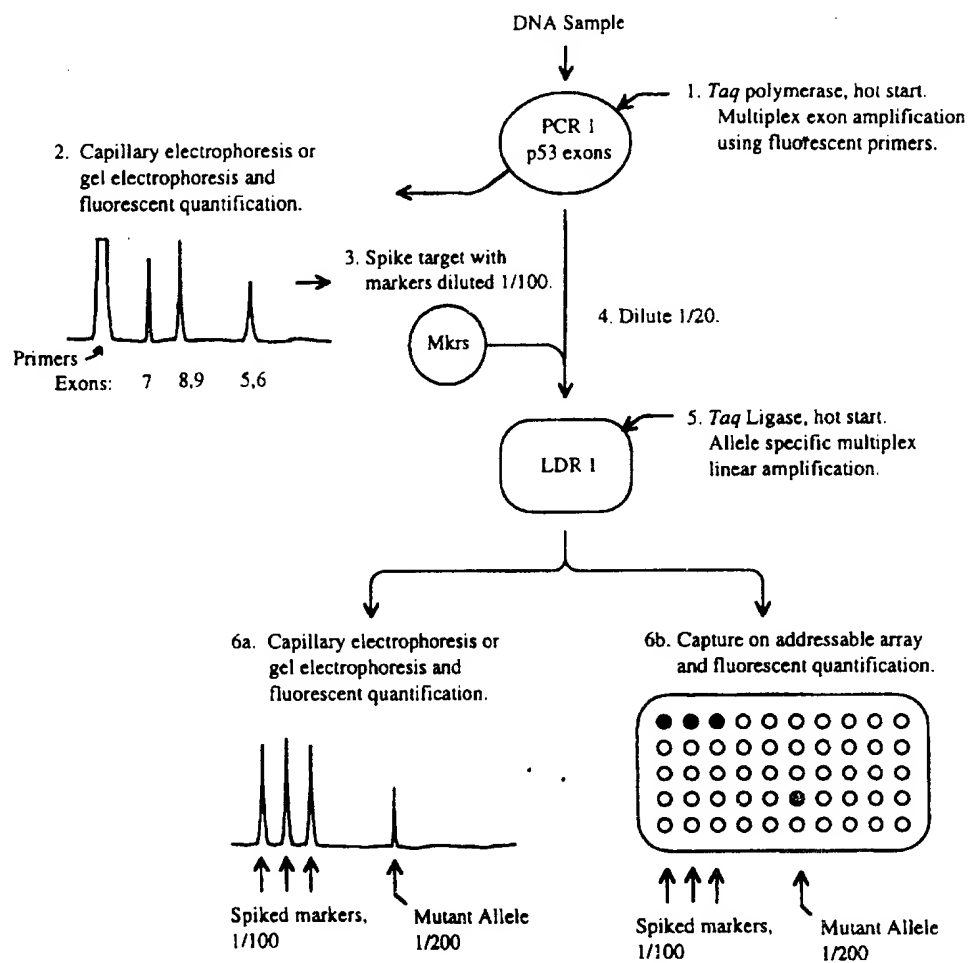 DNA Sample
1. Taq polymerase, hot start.
Multiplex exon amplification
using fluorescent primers.
PCR 1
p53 exons
2. Capillary electrophoresis or
gel electrophoresis and
fluorescent quantification.
3. Spike target with
markers diluted 1/100.
4. Dilute 1/20.
Mkrs
Primers
Exons: 7 8,9 5,6
5. Taq Ligase, hot start.
Allele specific multiplex
linear amplification.
LDR 1
6a. Capillary electrophoresis or
gel electrophoresis and
fluorescent quantification.
6b. Capture on addressable array
and fluorescent quantification.
Spiked markers,
1/100
Mutant Allele
1/200
Spiked markers,
1/100
Mutant Allele
1/200